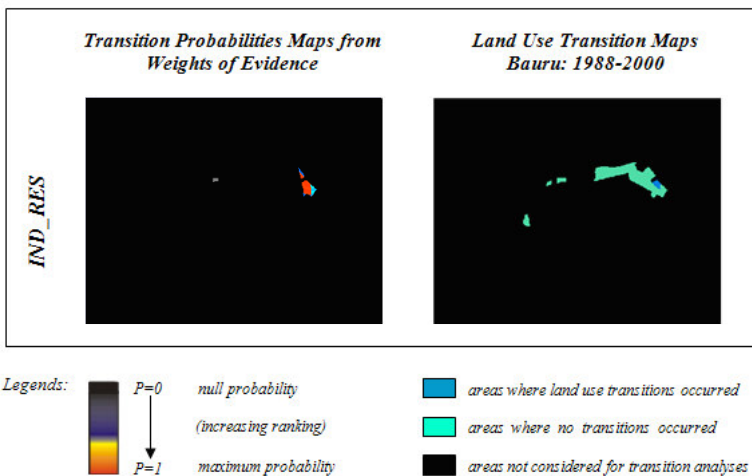 Transition Probabilities Maps from
Weights of Evidence
Land Use Transition Maps
Bauru: 1988-2000
IND_RES
Legends:
P=0
null probability
(increasing ranking)
P=1
maximum probability
areas where land use transitions occurred
areas where no transitions occurred
areas not considered for transition analyses